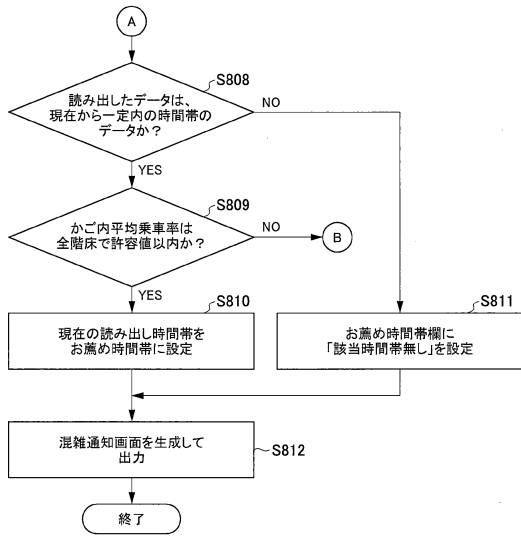 A
S808
読み出したデータは、
現在から一定内の時間帯の
データか？
NO
YES
S809
かご内平均乗車率は
全階床で許容値以内か？
NO
B
YES
S810
現在の読み出し時間帯を
お薦め時間帯に設定
S811
お薦め時間帯欄に
「該当時間帯無し」を設定
混雑通知画面を生成して
出力
S812
終了